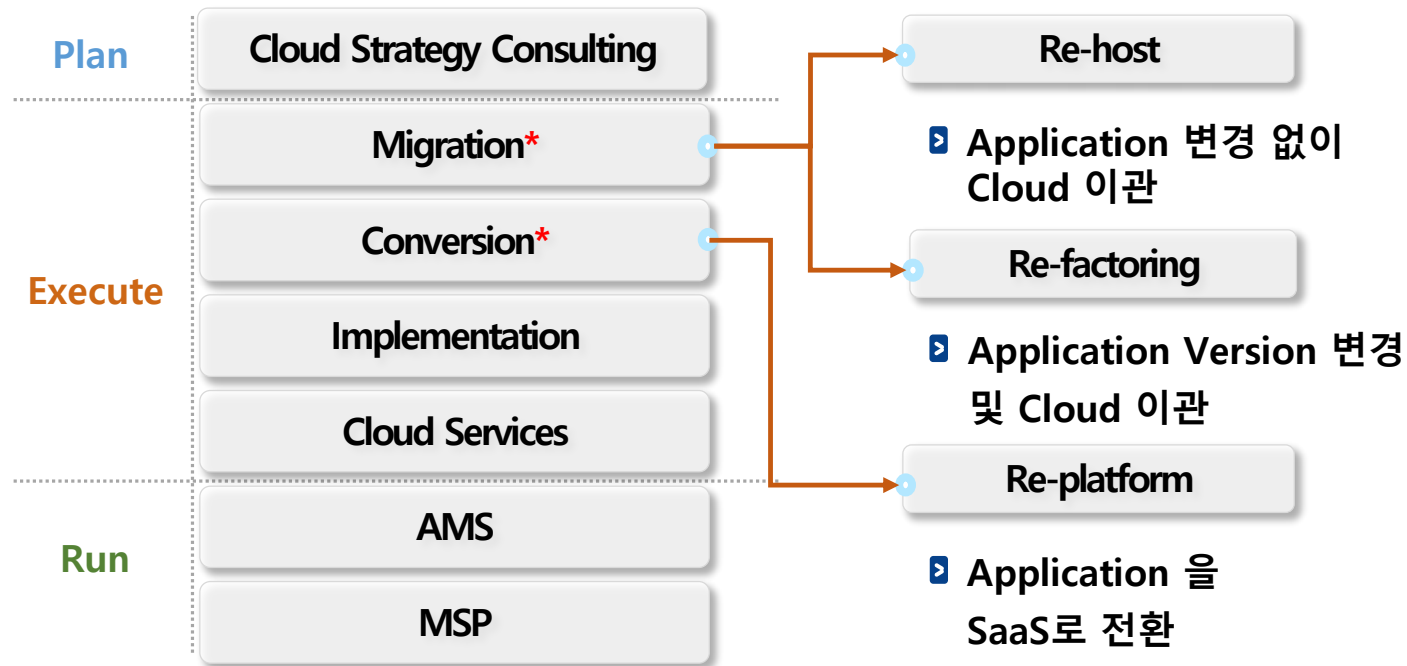 Plan
Cloud Strategy Consulting
Execute
Migration*
Conversion*
Implementation
Cloud Services
Run
AMS
MSP
Re-host
Application 변경 없이
Cloud 이관
Re-factoring
Application Version 변경
및 Cloud 이관
Re-platform
Application 을
SaaS로 전환